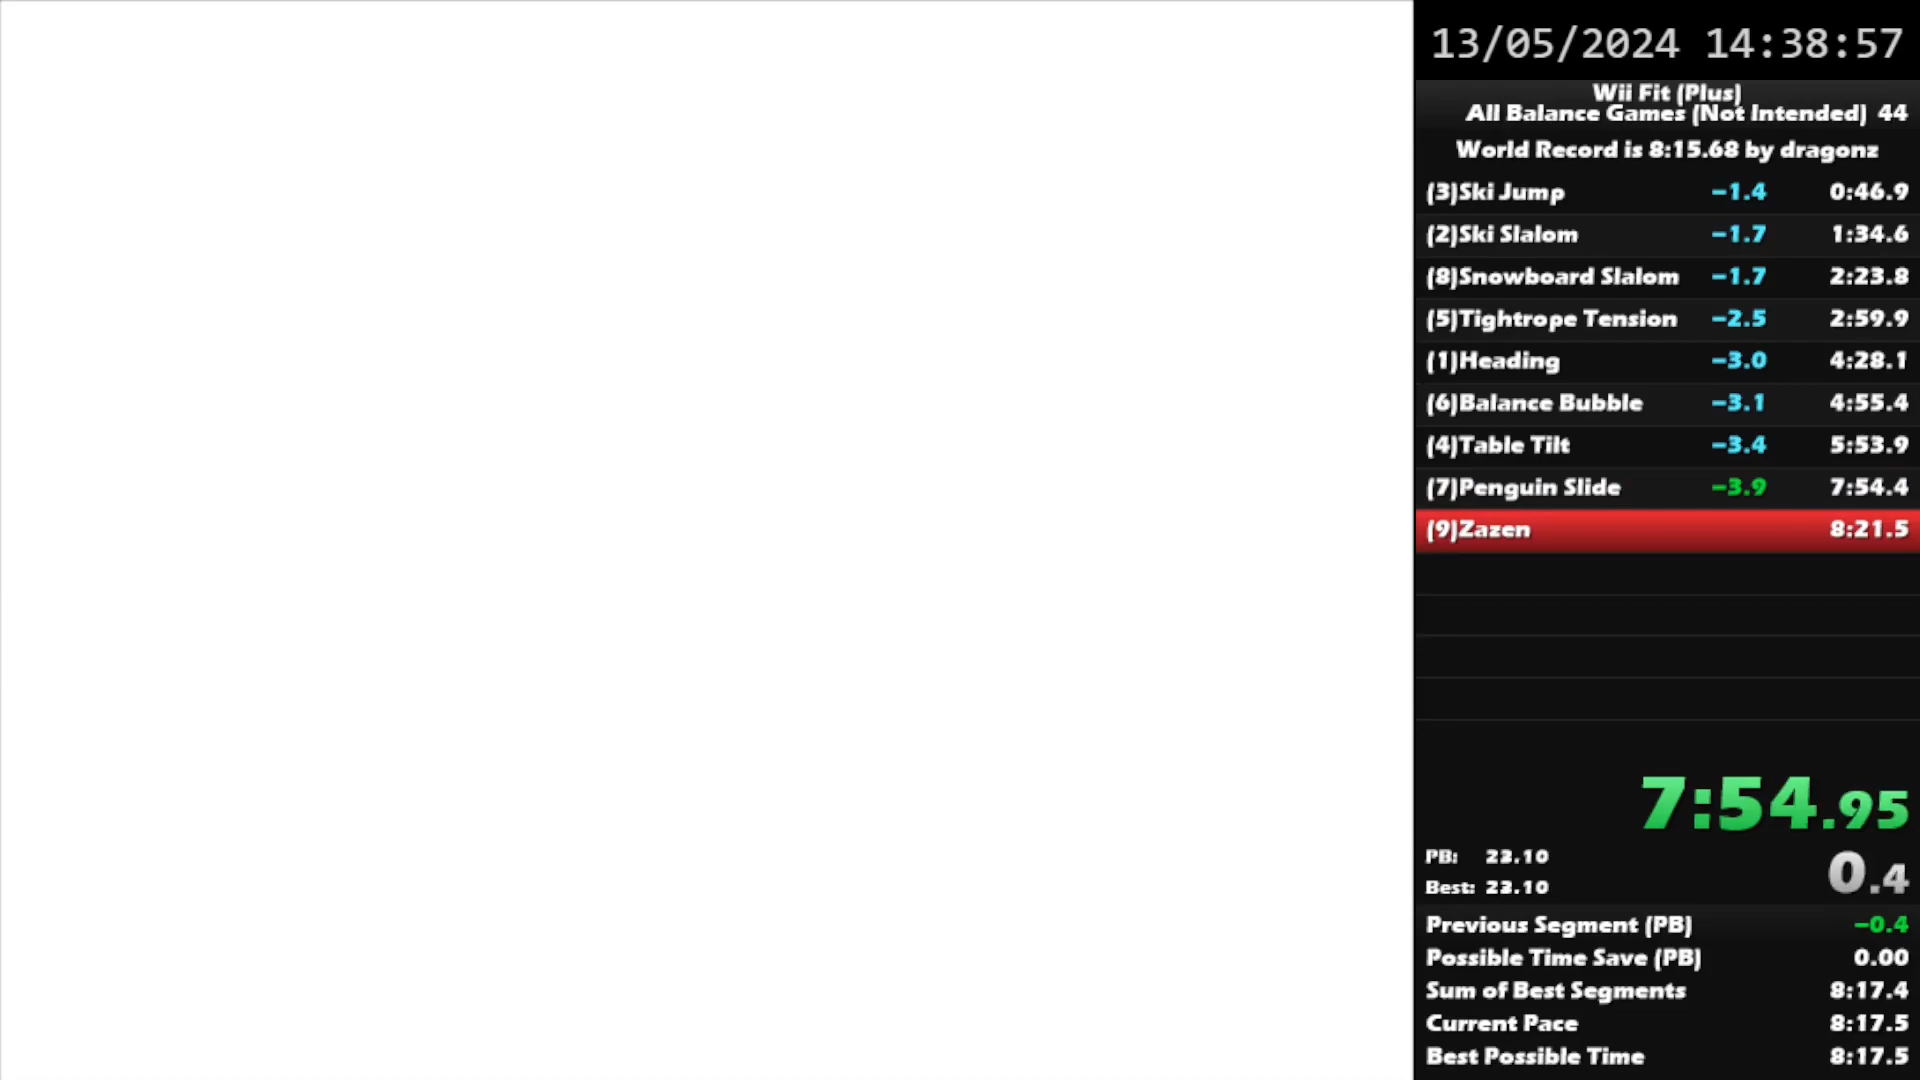 13/05/2024 14:38:57
Wii Fit (Plus)
All Balance Games (Not Intended) 44
World Record is 8:15.68 by dragonz
(3)Ski Jump −1.4 0:46.9
(2)Ski Slalom −1.7 1:34.6
(8)Snowboard Slalom −1.7 2:23.8
(5)Tightrope Tension −2.5 2:59.9
(1)Heading −3.0 4:28.1
(6)Balance Bubble −3.1 4:55.4
(4)Table Tilt −3.4 5:53.9
(7)Penguin Slide −3.9 7:54.4
(9)Zazen 8:21.5
7:54.95
PB: 23.10
0.4
Best: 23.10
Previous Segment (PB) −0.4
Possible Time Save (PB) 0.00
Sum of Best Segments 8:17.4
Current Pace 8:17.5
Best Possible Time 8:17.5